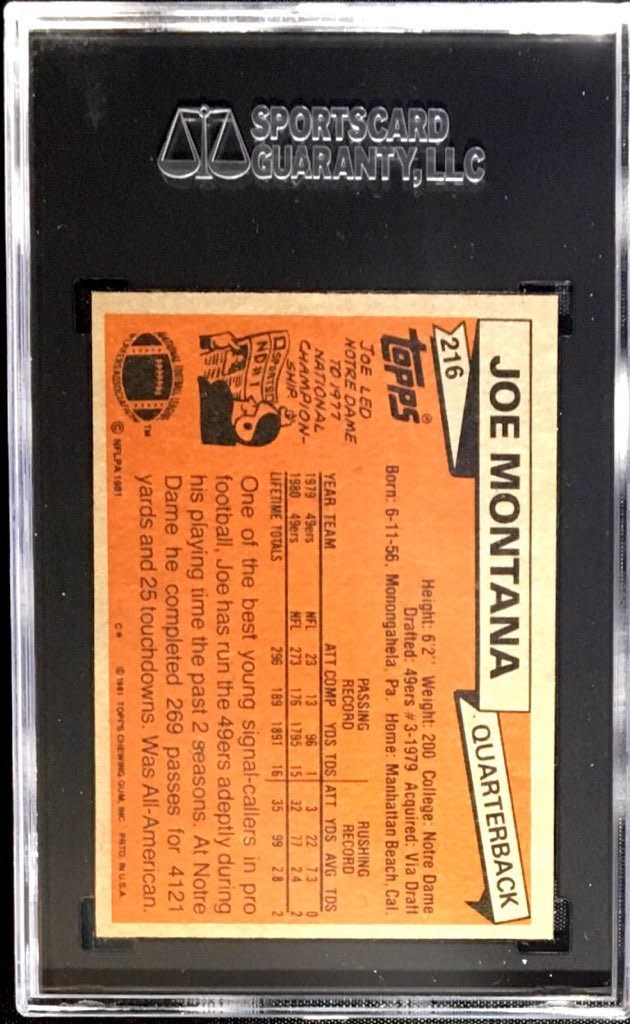 SPORTSCARD
GUARANTY, LLC
JOE MONTANA
QUARTERBACK
216
topps®
Height: 6'2" Weight: 200 College: Notre Dame
Drafted: 49ers #3-1979 Acquired: Via Draft
Born: 6-11-56, Monongahela, Pa. Home: Manhattan Beach, Cal.
JOE LED
NOTRE DAME
TO 1977
NATIONAL
CHAMPION-
SHIP.
SPORTS
ND #1
PASSING RUSHING
RECORD RECORD
YEAR TEAM ATT COMP YDS TDS ATT YDS AVG TDS
1979 49ers NFL 23 13 96 1 3 22 7.3 0
1980 49ers NFL 273 176 1795 15 32 77 2.4 2
LIFETIME TOTALS 296 189 1891 16 35 99 2.8 2
One of the best young signal-callers in pro
football, Joe has run the 49ers adeptly during
his playing time the past 2 seasons. At Notre
Dame he completed 269 passes for 4121
yards and 25 touchdowns. Was All-American.
TM
© NFLPA 1981
C* © 1981 TOPPS CHEWING GUM, INC. PRTD. IN U.S.A.